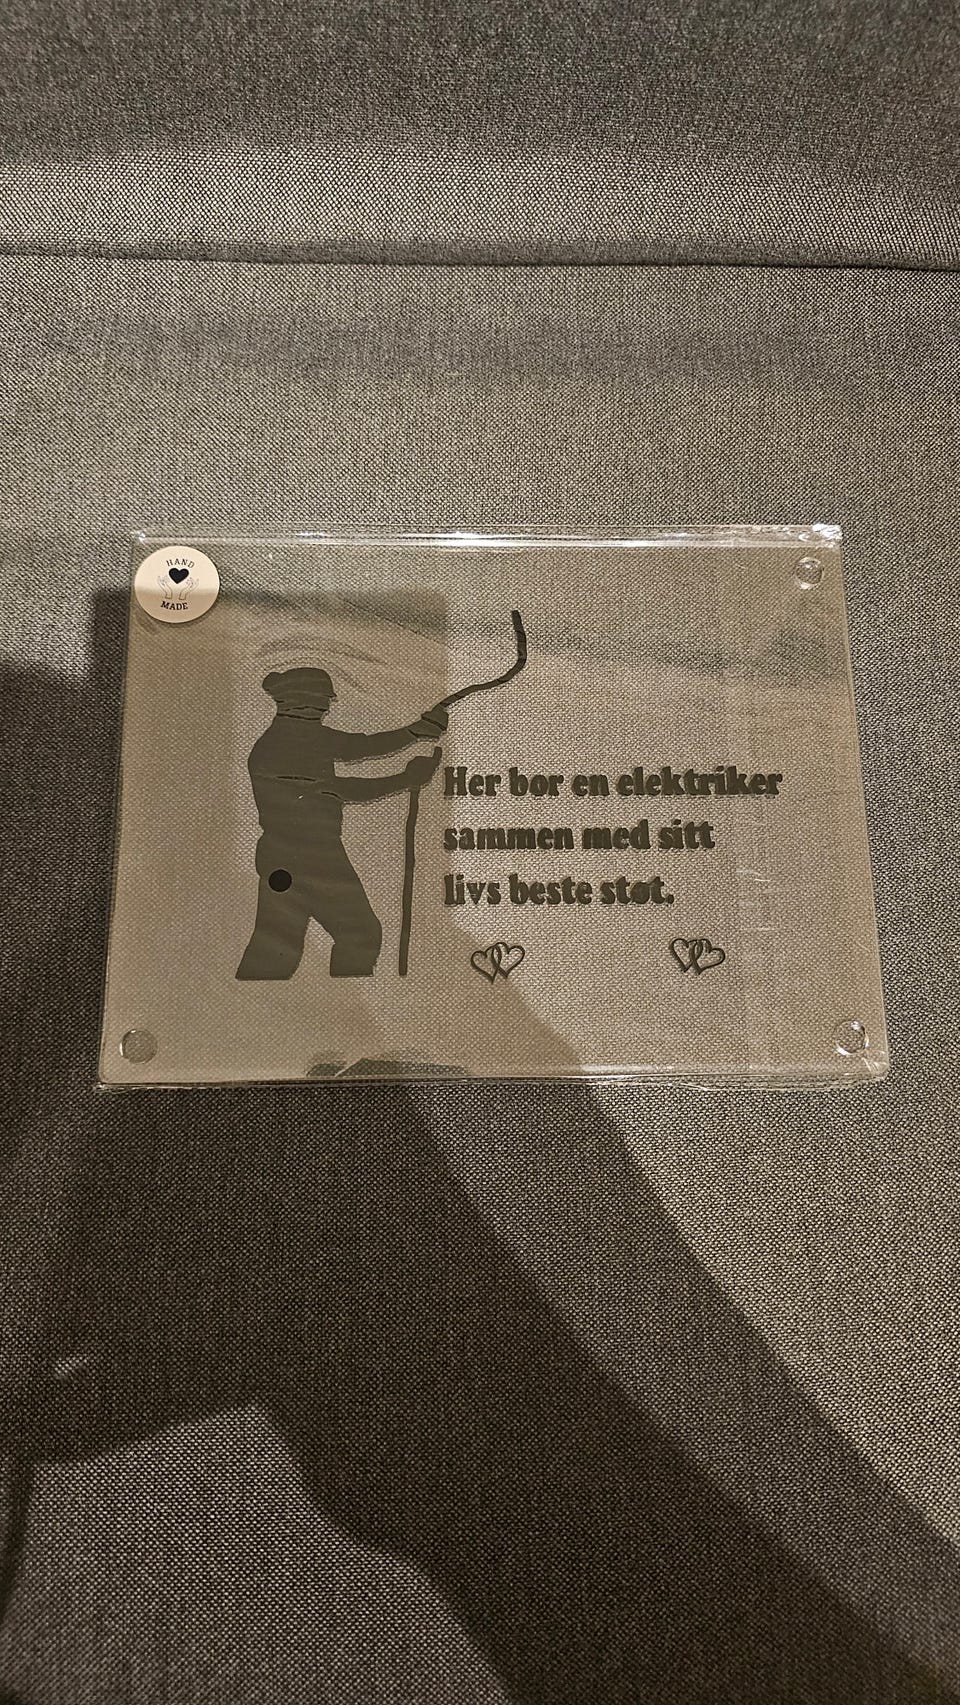 HAND
MADE
Her bor en elektriker
sammen med sitt
livs beste støt.